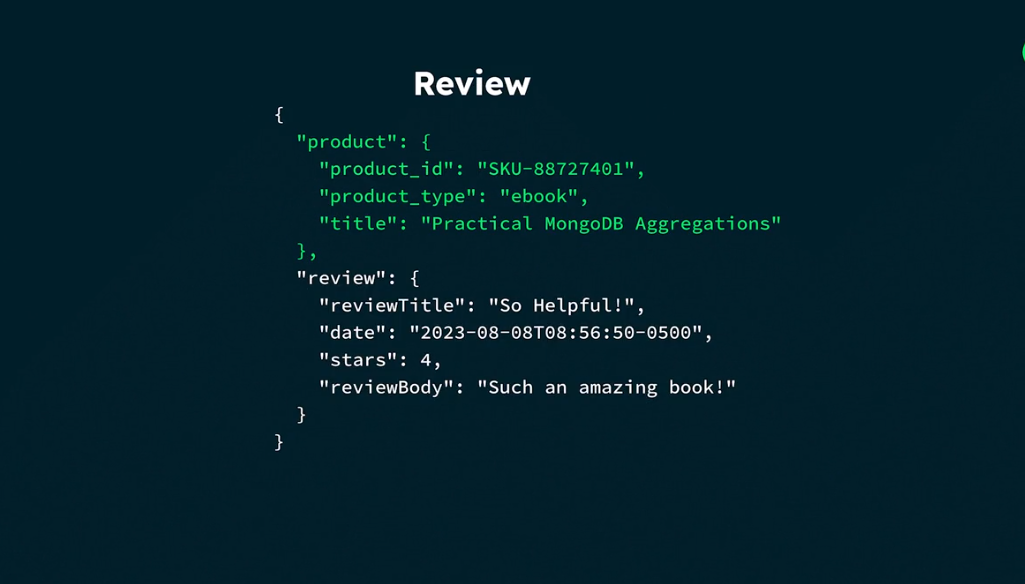 Review
{
  "product": {
    "product_id": "SKU-88727401",
    "product_type": "ebook",
    "title": "Practical MongoDB Aggregations"
  },
  "review": {
    "reviewTitle": "So Helpful!",
    "date": "2023-08-08T08:56:50-0500",
    "stars": 4,
    "reviewBody": "Such an amazing book!"
  }
}